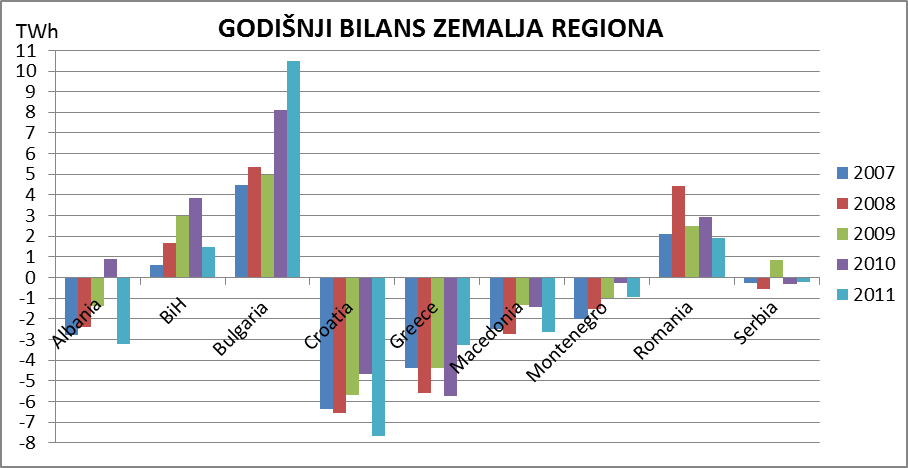 GODIŠNJI BILANS ZEMALJA REGIONA
TWh
11
10
9
8
7
6
5
4
3
2
1
0
-1
-2
-3
-4
-5
-6
-7
-8
Albania
BiH
Bulgaria
Croatia
Greece
Macedonia
Montenegro
Romania
Serbia
2007
2008
2009
2010
2011